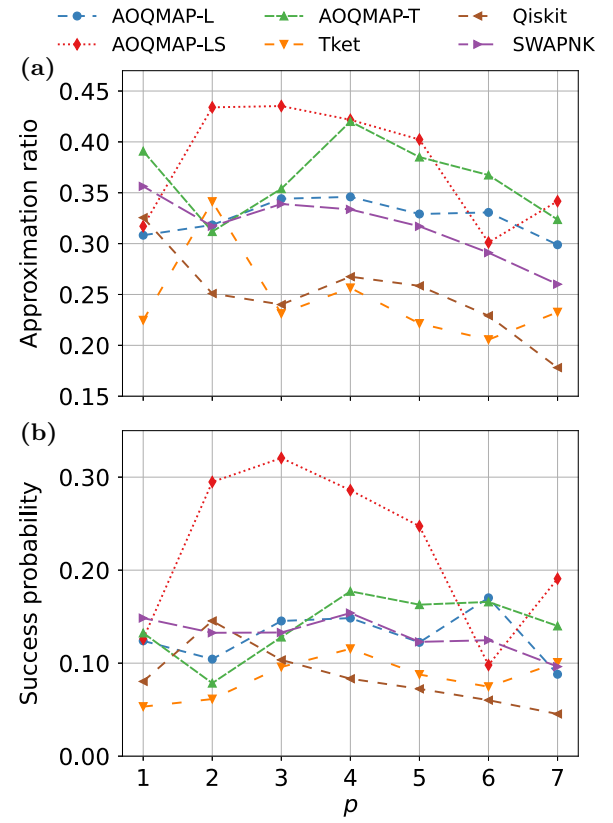 AOQMAP-L AOQMAP-T Qiskit
AOQMAP-LS Tket SWAPNK
(a)
Approximation ratio
0.45
0.40
0.35
0.30
0.25
0.20
0.15
(b)
Success probability
0.30
0.20
0.10
0.00
1 2 3 4 5 6 7
p